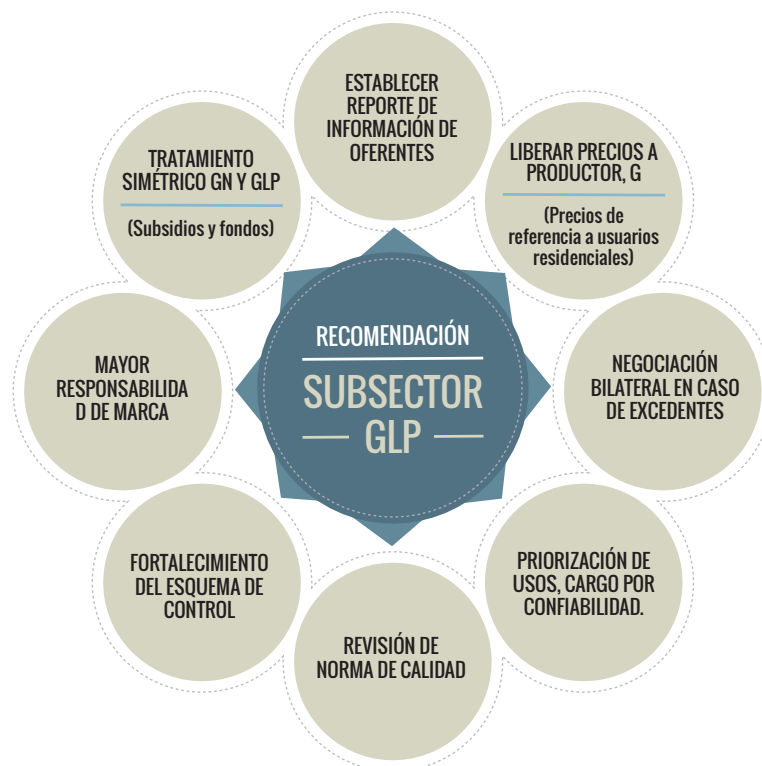 ESTABLECER
REPORTE DE
INFORMACIÓN DE
OFERENTES
LIBERAR PRECIOS A
PRODUCTOR, G
(Precios de
referencia a usuarios
residenciales)
NEGOCIACIÓN
BILATERAL EN CASO
DE EXCEDENTES
PRIORIZACIÓN DE
USOS, CARGO POR
CONFIABILIDAD.
REVISIÓN DE
NORMA DE CALIDAD
FORTALECIMIENTO
DEL ESQUEMA DE
CONTROL
MAYOR
RESPONSABILIDA
D DE MARCA
TRATAMIENTO
SIMÉTRICO GN Y GLP
(Subsidios y fondos)
RECOMENDACIÓN
SUBSECTOR
GLP